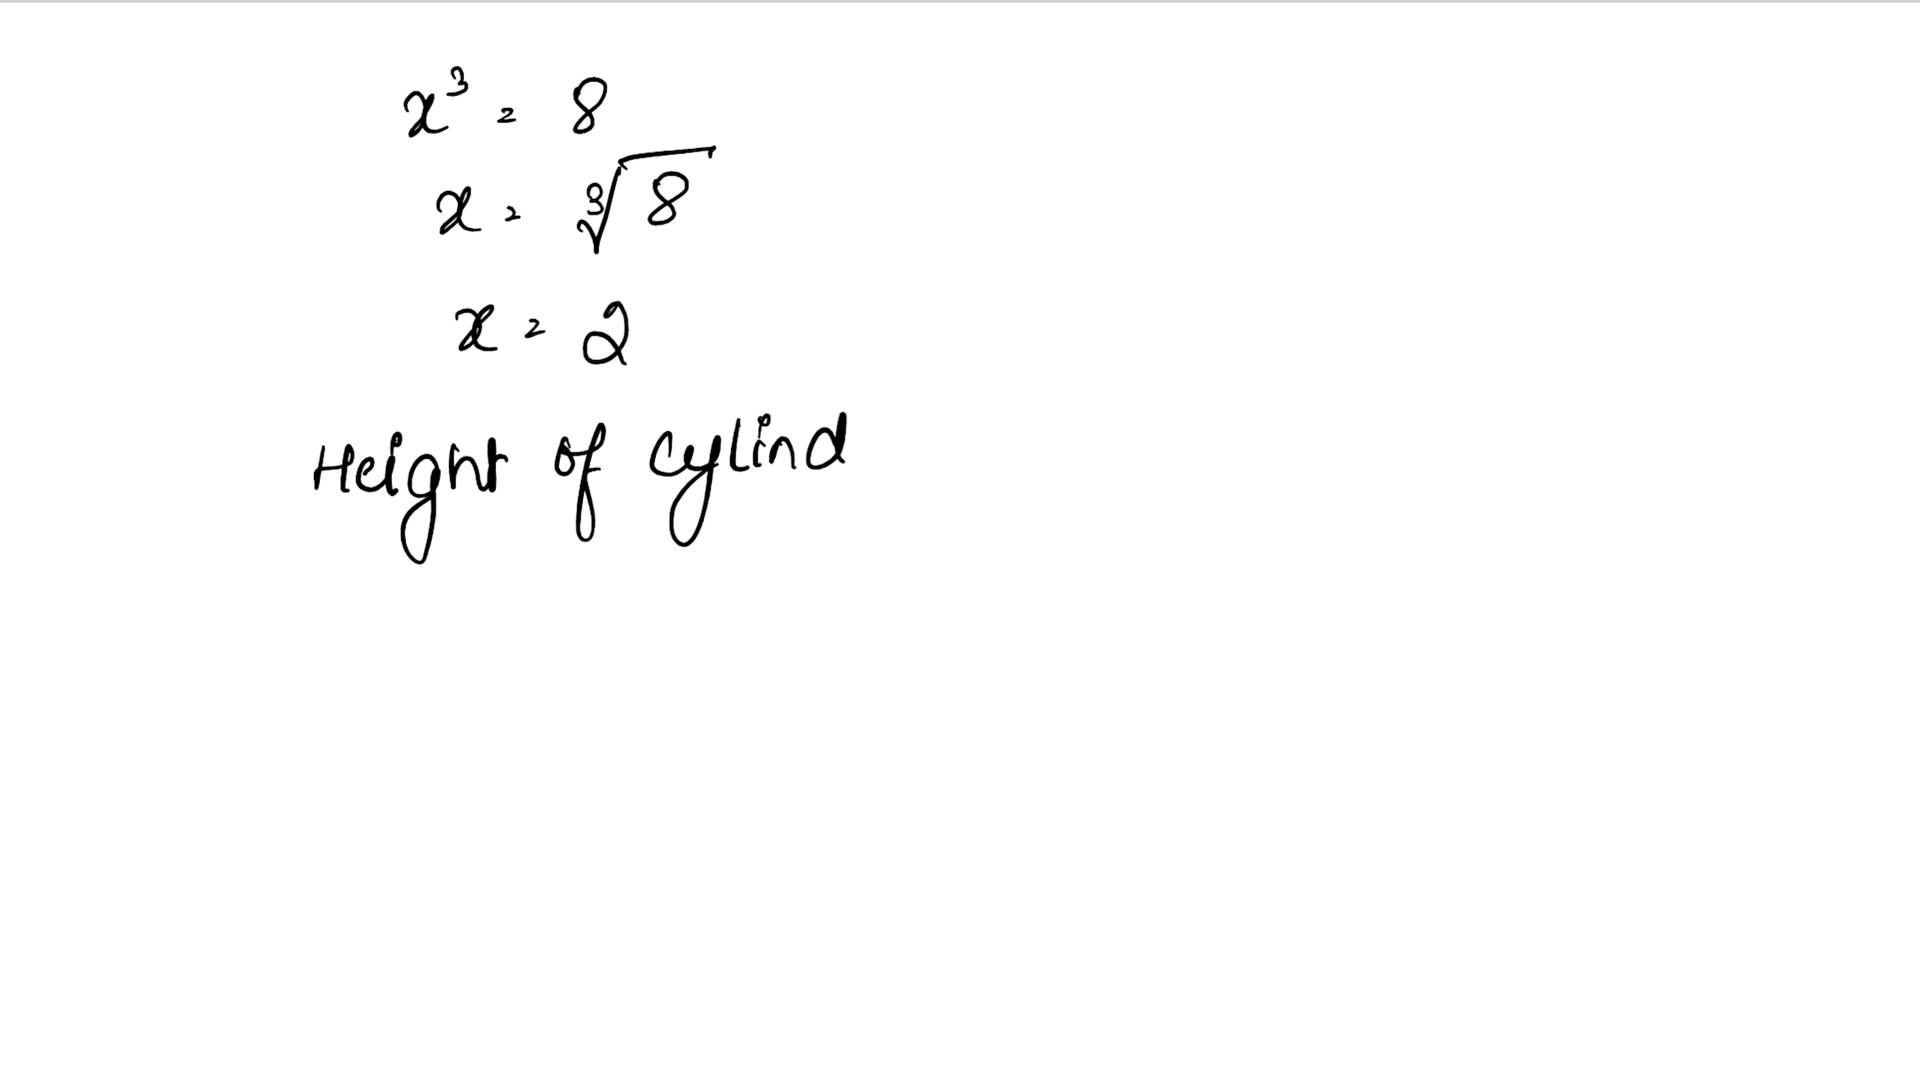 x³ = 8
x = ∛8
x = 2
Height of cylind